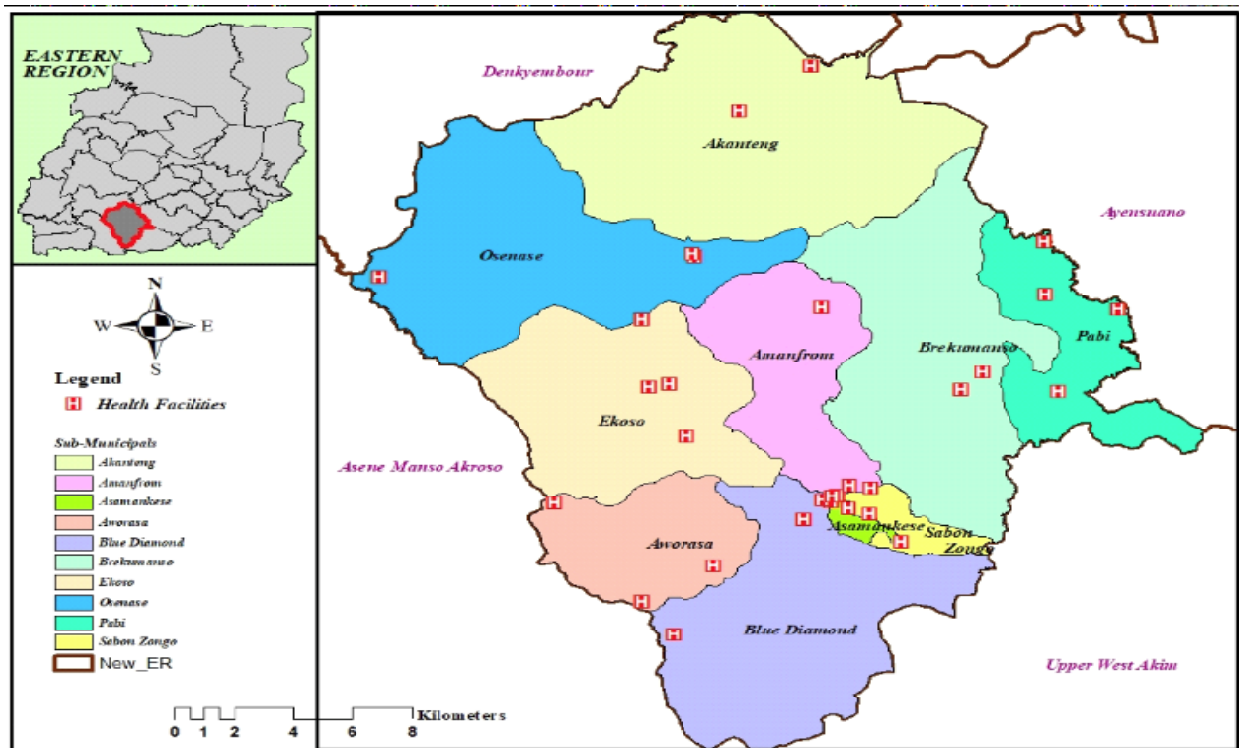 EASTERN
REGION
N
W E
S
Legend
H Health Facilities
Sub-Municipals
Akanteng
Amanfrom
Asamankese
Aworasa
Blue Diamond
Brekumanso
Ekoso
Osenase
Pabi
Sabon Zongo
New_ER
0 1 2 4 6 8 Kilometers
Denkyembour
Akanteng
Ayensuano
Osenase
Amanfrom
Brekumanso
Pabi
Ekoso
Asene Manso Akroso
Asamankese
Sabon
Zongo
Aworasa
Blue Diamond
Upper West Akim